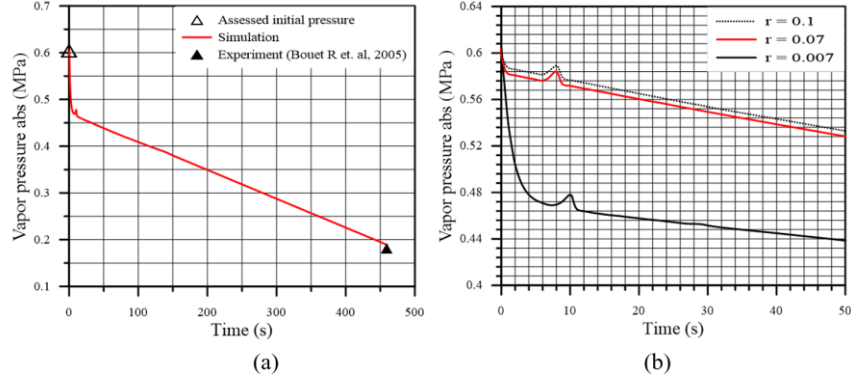 Assessed initial pressure
Simulation
Experiment (Bouet R et. al, 2005)
Vapor pressure abs (MPa)
0.7
0.6
0.5
0.4
0.3
0.2
0.1
0 100 200 300 400 500
Time (s)
(a)
r = 0.1
r = 0.07
r = 0.007
Vapor pressure abs (MPa )
0.64
0.6
0.56
0.52
0.48
0.44
0.4
0 10 20 30 40 50
Time (s)
(b)